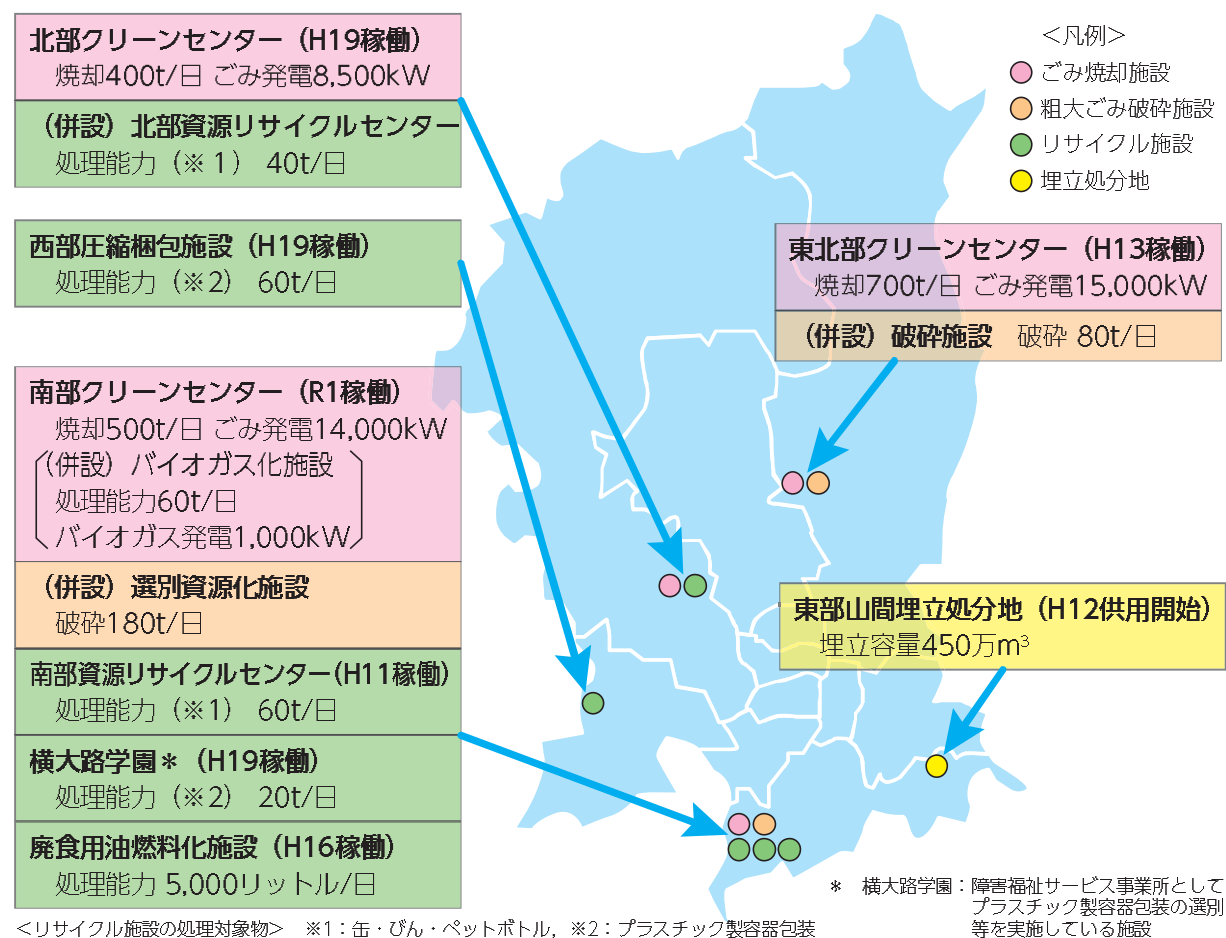 北部クリーンセンター（H19稼働）
焼却400t/日 ごみ発電8,500kW
（併設）北部資源リサイクルセンター
処理能力（※１） 40t/日
西部圧縮梱包施設（H19稼働）
処理能力（※2） 60t/日
南部クリーンセンター（R1稼働）
焼却500t/日 ごみ発電14,000kW
（併設）バイオガス化施設
処理能力60t/日
バイオガス発電1,000kW
（併設）選別資源化施設
破砕180t/日
南部資源リサイクルセンター(H11稼働)
処理能力（※1） 60t/日
横大路学園＊（H19稼働）
処理能力（※2） 20t/日
廃食用油燃料化施設（H16稼働）
処理能力 5,000リットル/日
＜凡例＞
ごみ焼却施設
粗大ごみ破砕施設
リサイクル施設
埋立処分地
東北部クリーンセンター（H13稼働）
焼却700t/日 ごみ発電15,000kW
（併設）破砕施設 破砕 80t/日
東部山間埋立処分地（H12供用開始）
埋立容量450万m³
＊ 横大路学園：障害福祉サービス事業所として
プラスチック製容器包装の選別
等を実施している施設
＜リサイクル施設の処理対象物＞ ※1：缶・びん・ペットボトル，※2：プラスチック製容器包装